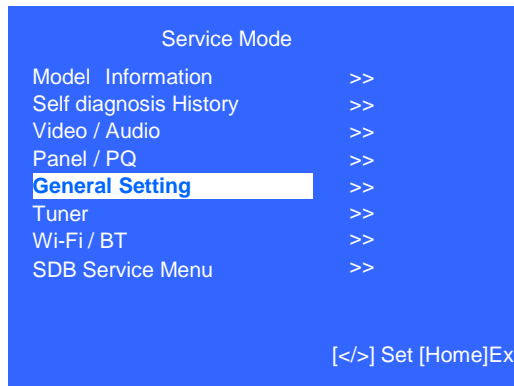 Service Mode
Model Information >>
Self diagnosis History >>
Video / Audio >>
Panel / PQ >>
General Setting >>
Tuner >>
Wi-Fi / BT >>
SDB Service Menu >>
[</>] Set [Home]Ex